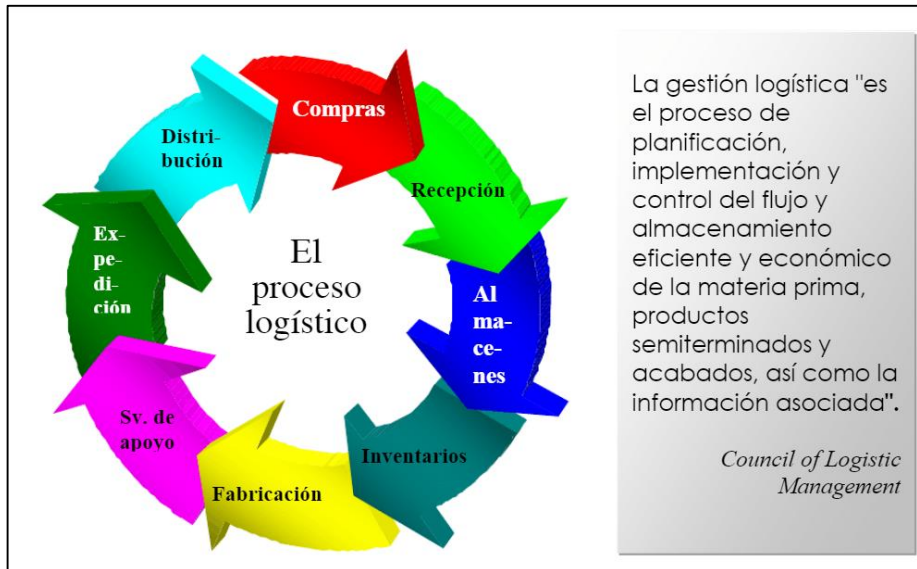 Compras
Recepción
Al
ma-
ce-
nes
Inventarios
Fabricación
Sv. de
apoyo
Ex-
pe-
di-
ción
Distri-
bución
El
proceso
logístico
La gestión logística "es
el proceso de
planificación,
implementación y
control del flujo y
almacenamiento
eficiente y económico
de la materia prima,
productos
semiterminados y
acabados, así como la
información asociada".
Council of Logistic
Management